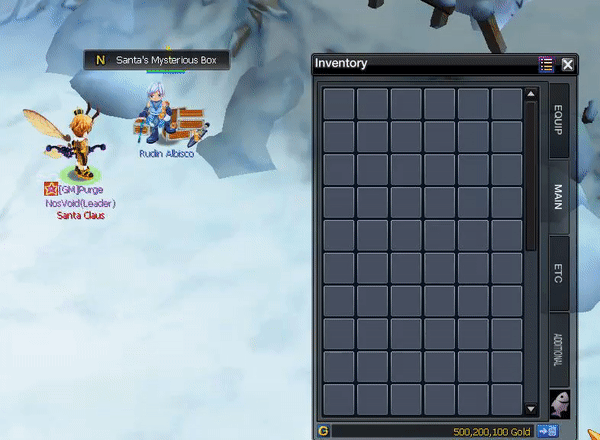 N Santa's Mysterious Box
Rudin Albisco
[GM]Purge
NosVoid(Leader)
Santa Claus
Inventory
EQUIP
MAIN
ETC
ADDITIONAL
G 500,200,100 Gold